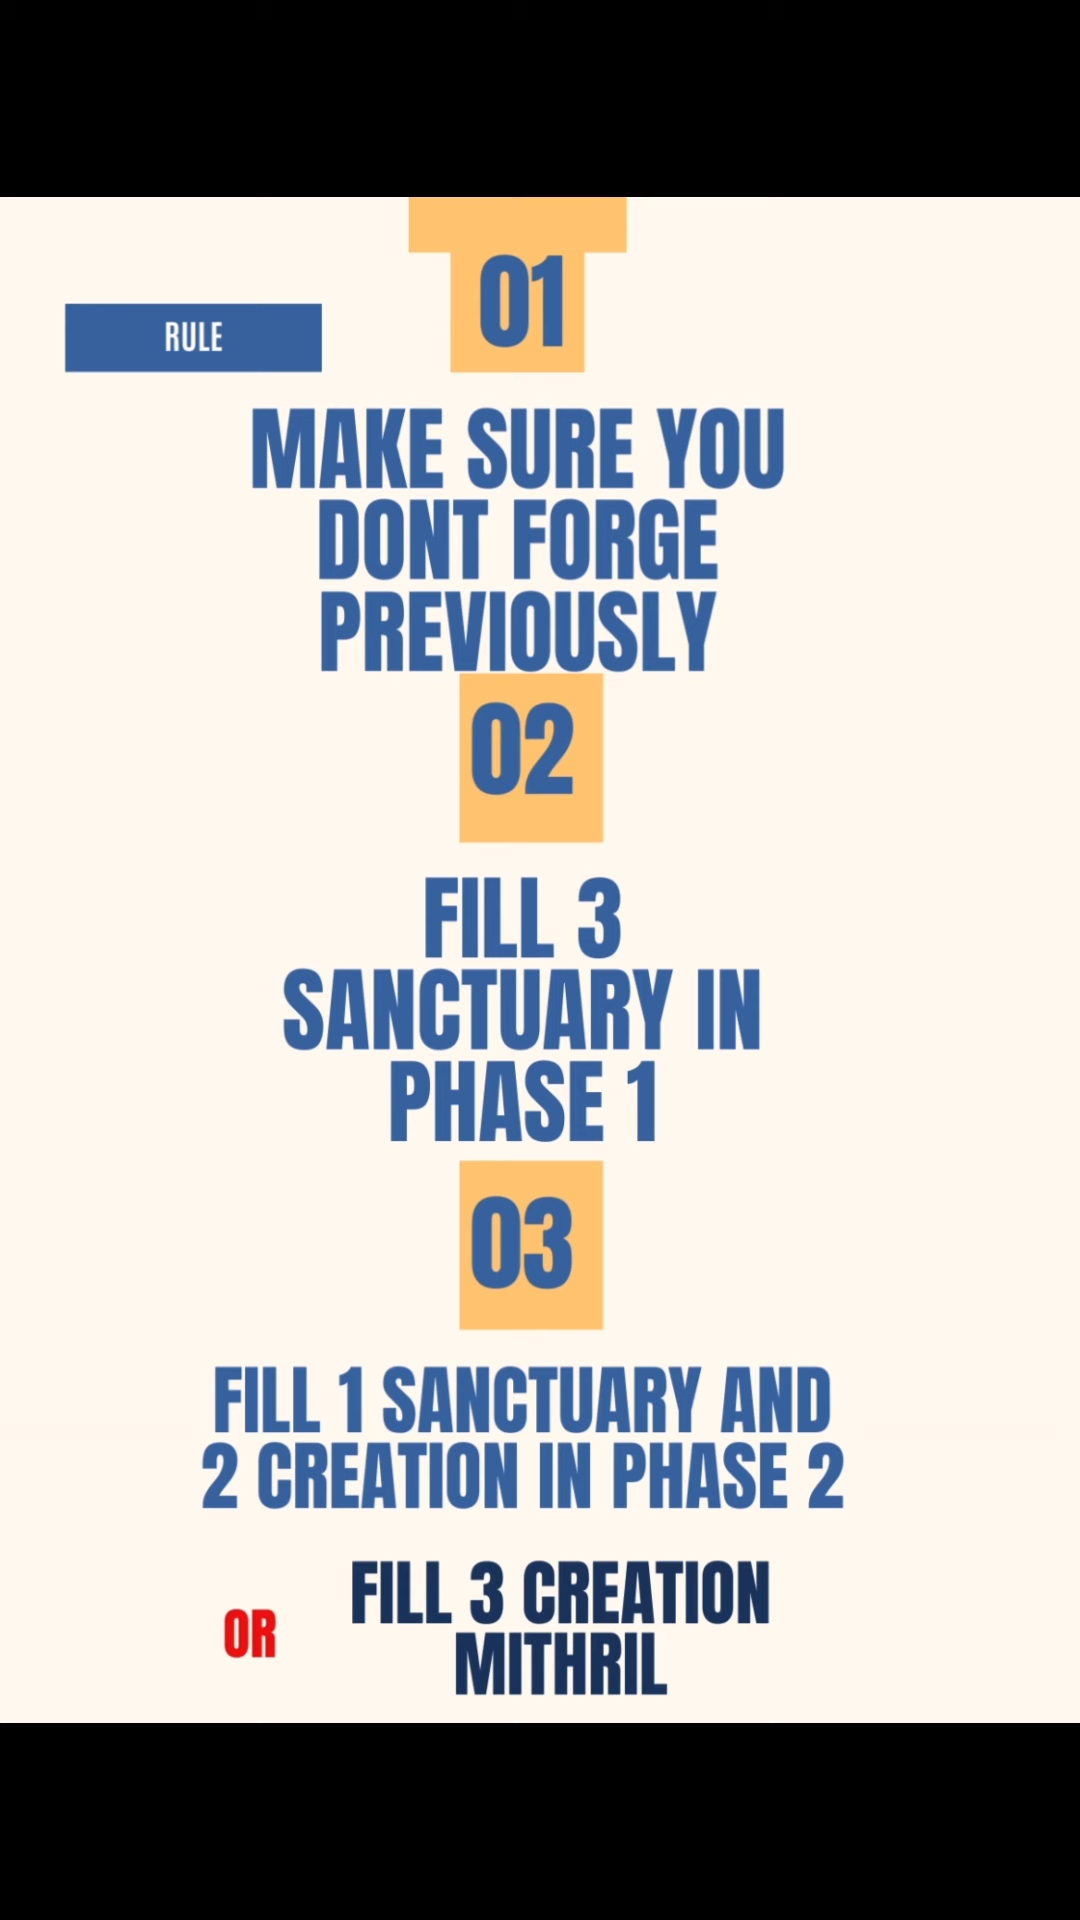 01
RULE
MAKE SURE YOU
DONT FORGE
PREVIOUSLY
02
FILL 3
SANCTUARY IN
PHASE 1
03
FILL 1 SANCTUARY AND
2 CREATION IN PHASE 2
FILL 3 CREATION
OR
MITHRIL